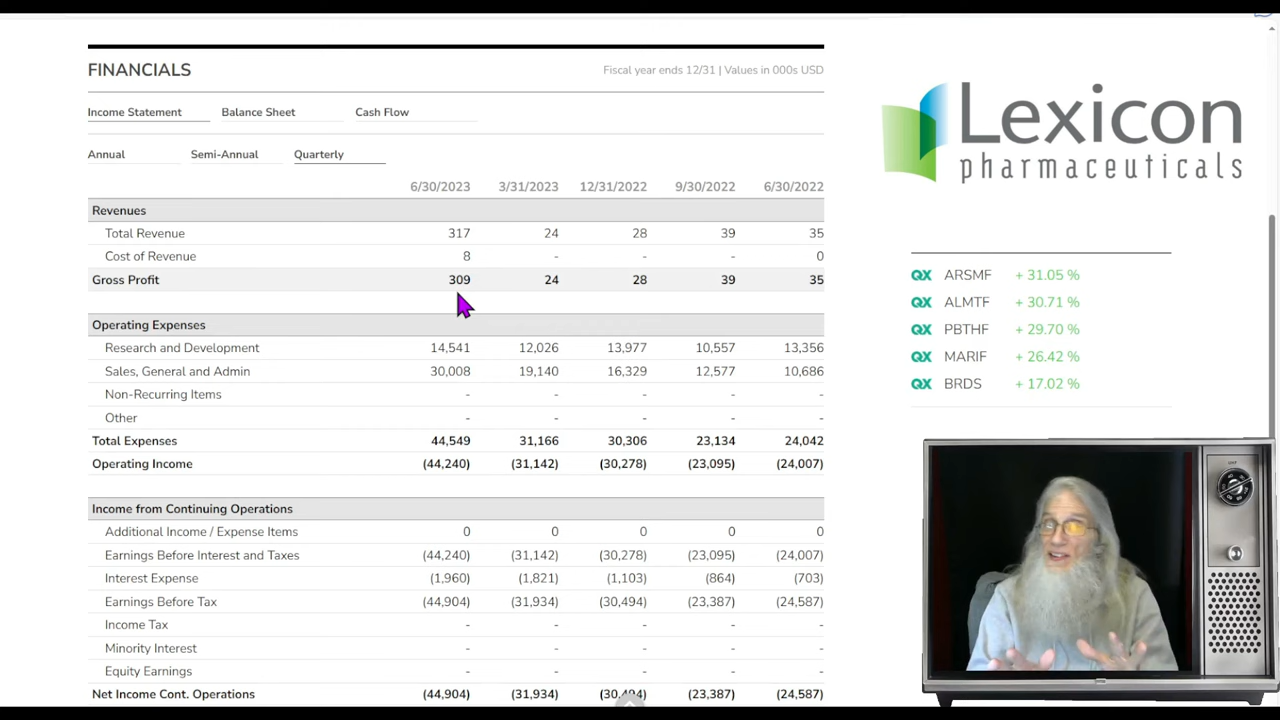 FINANCIALS Fiscal year ends 12/31 | Values in 000s USD
Income Statement Balance Sheet Cash Flow
Annual Semi-Annual Quarterly
6/30/2023 3/31/2023 12/31/2022 9/30/2022 6/30/2022
Revenues
Total Revenue 317 24 28 39 35
Cost of Revenue 8 - - - 0
Gross Profit 309 24 28 39 35
Operating Expenses
Research and Development 14,541 12,026 13,977 10,557 13,356
Sales, General and Admin 30,008 19,140 16,329 12,577 10,686
Non-Recurring Items - - - - -
Other - - - - -
Total Expenses 44,549 31,166 30,306 23,134 24,042
Operating Income (44,240) (31,142) (30,278) (23,095) (24,007)
Income from Continuing Operations
Additional Income / Expense Items 0 0 0 0 0
Earnings Before Interest and Taxes (44,240) (31,142) (30,278) (23,095) (24,007)
Interest Expense (1,960) (1,821) (1,103) (864) (703)
Earnings Before Tax (44,904) (31,934) (30,494) (23,387) (24,587)
Income Tax - - - - -
Minority Interest - - - - -
Equity Earnings - - - - -
Net Income Cont. Operations (44,904) (31,934) (30,494) (23,387) (24,587)
Lexicon
pharmaceuticals
QX ARSMF + 31.05 %
QX ALMTF + 30.71 %
QX PBTHF + 29.70 %
QX MARIF + 26.42 %
QX BRDS + 17.02 %